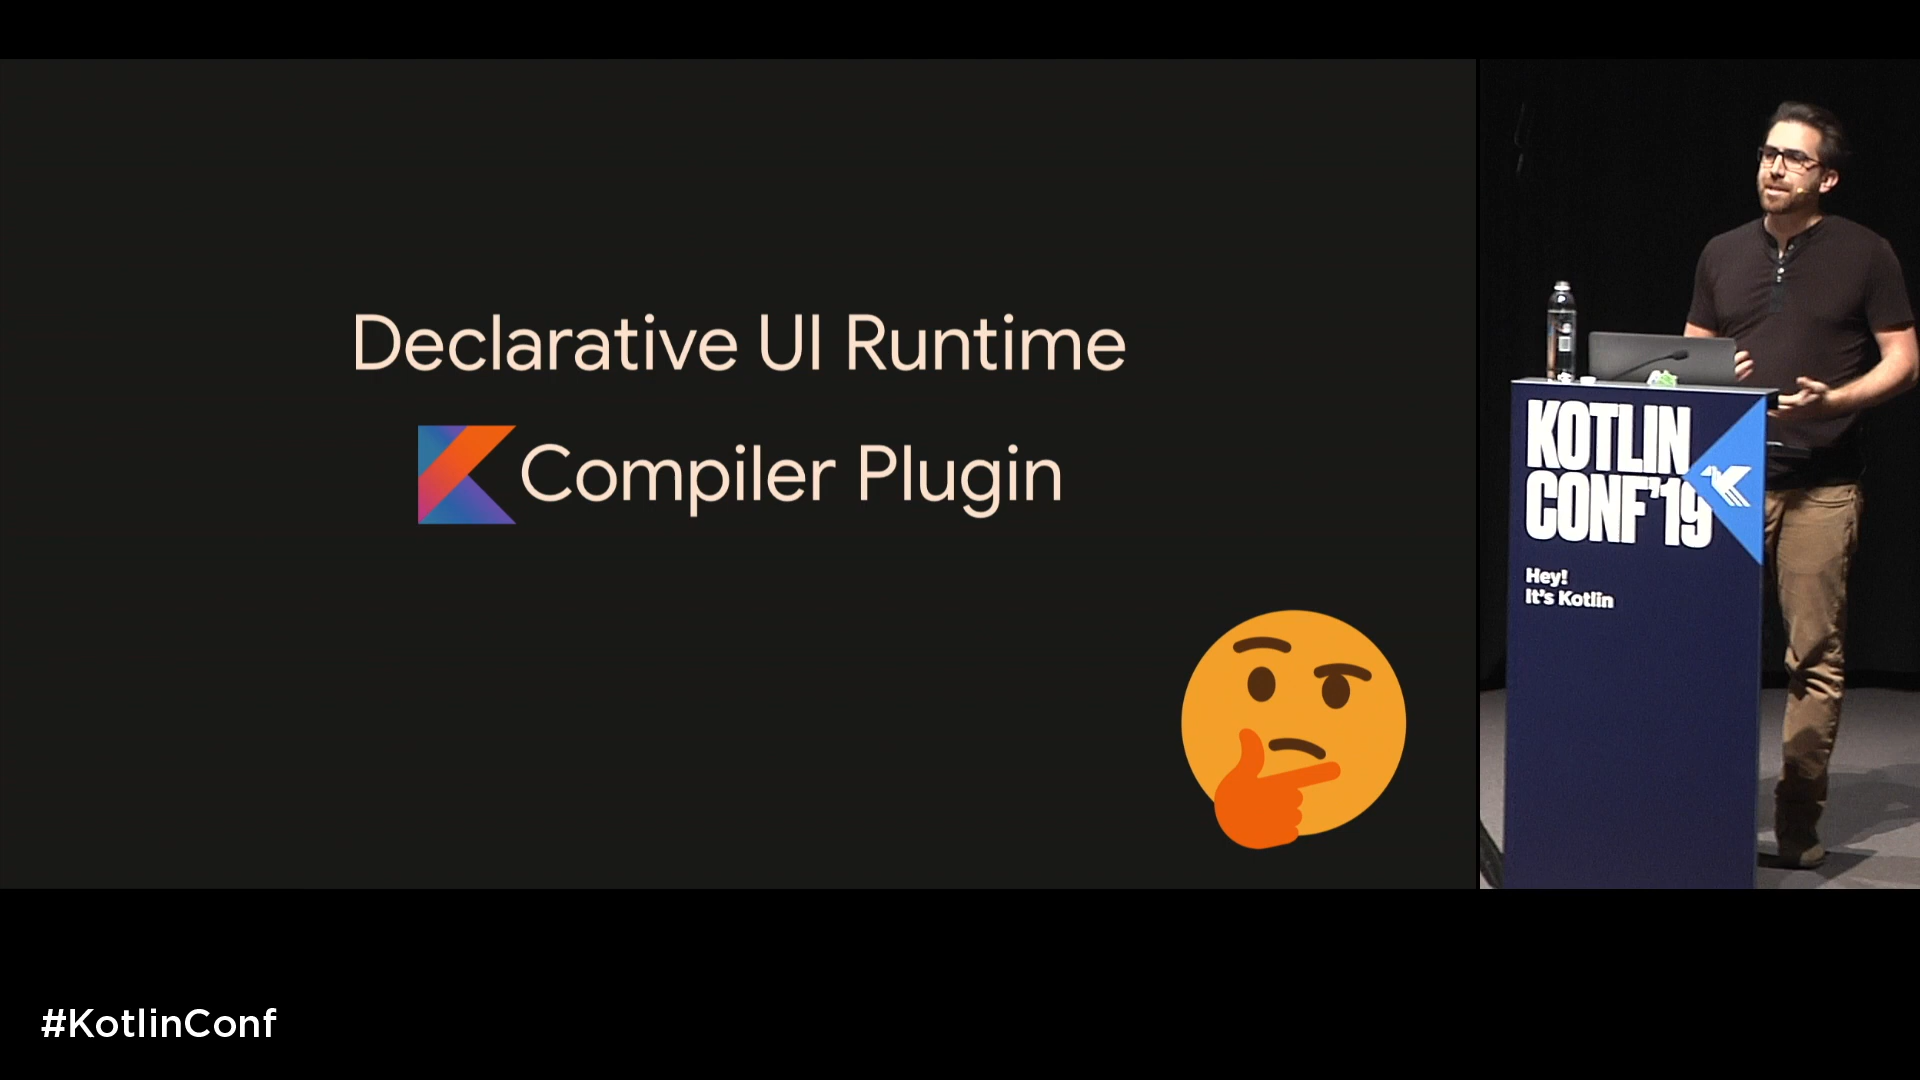 Declarative UI Runtime
Compiler Plugin
KOTLIN
CONF'19
Hey!
It's Kotlin
#KotlinConf